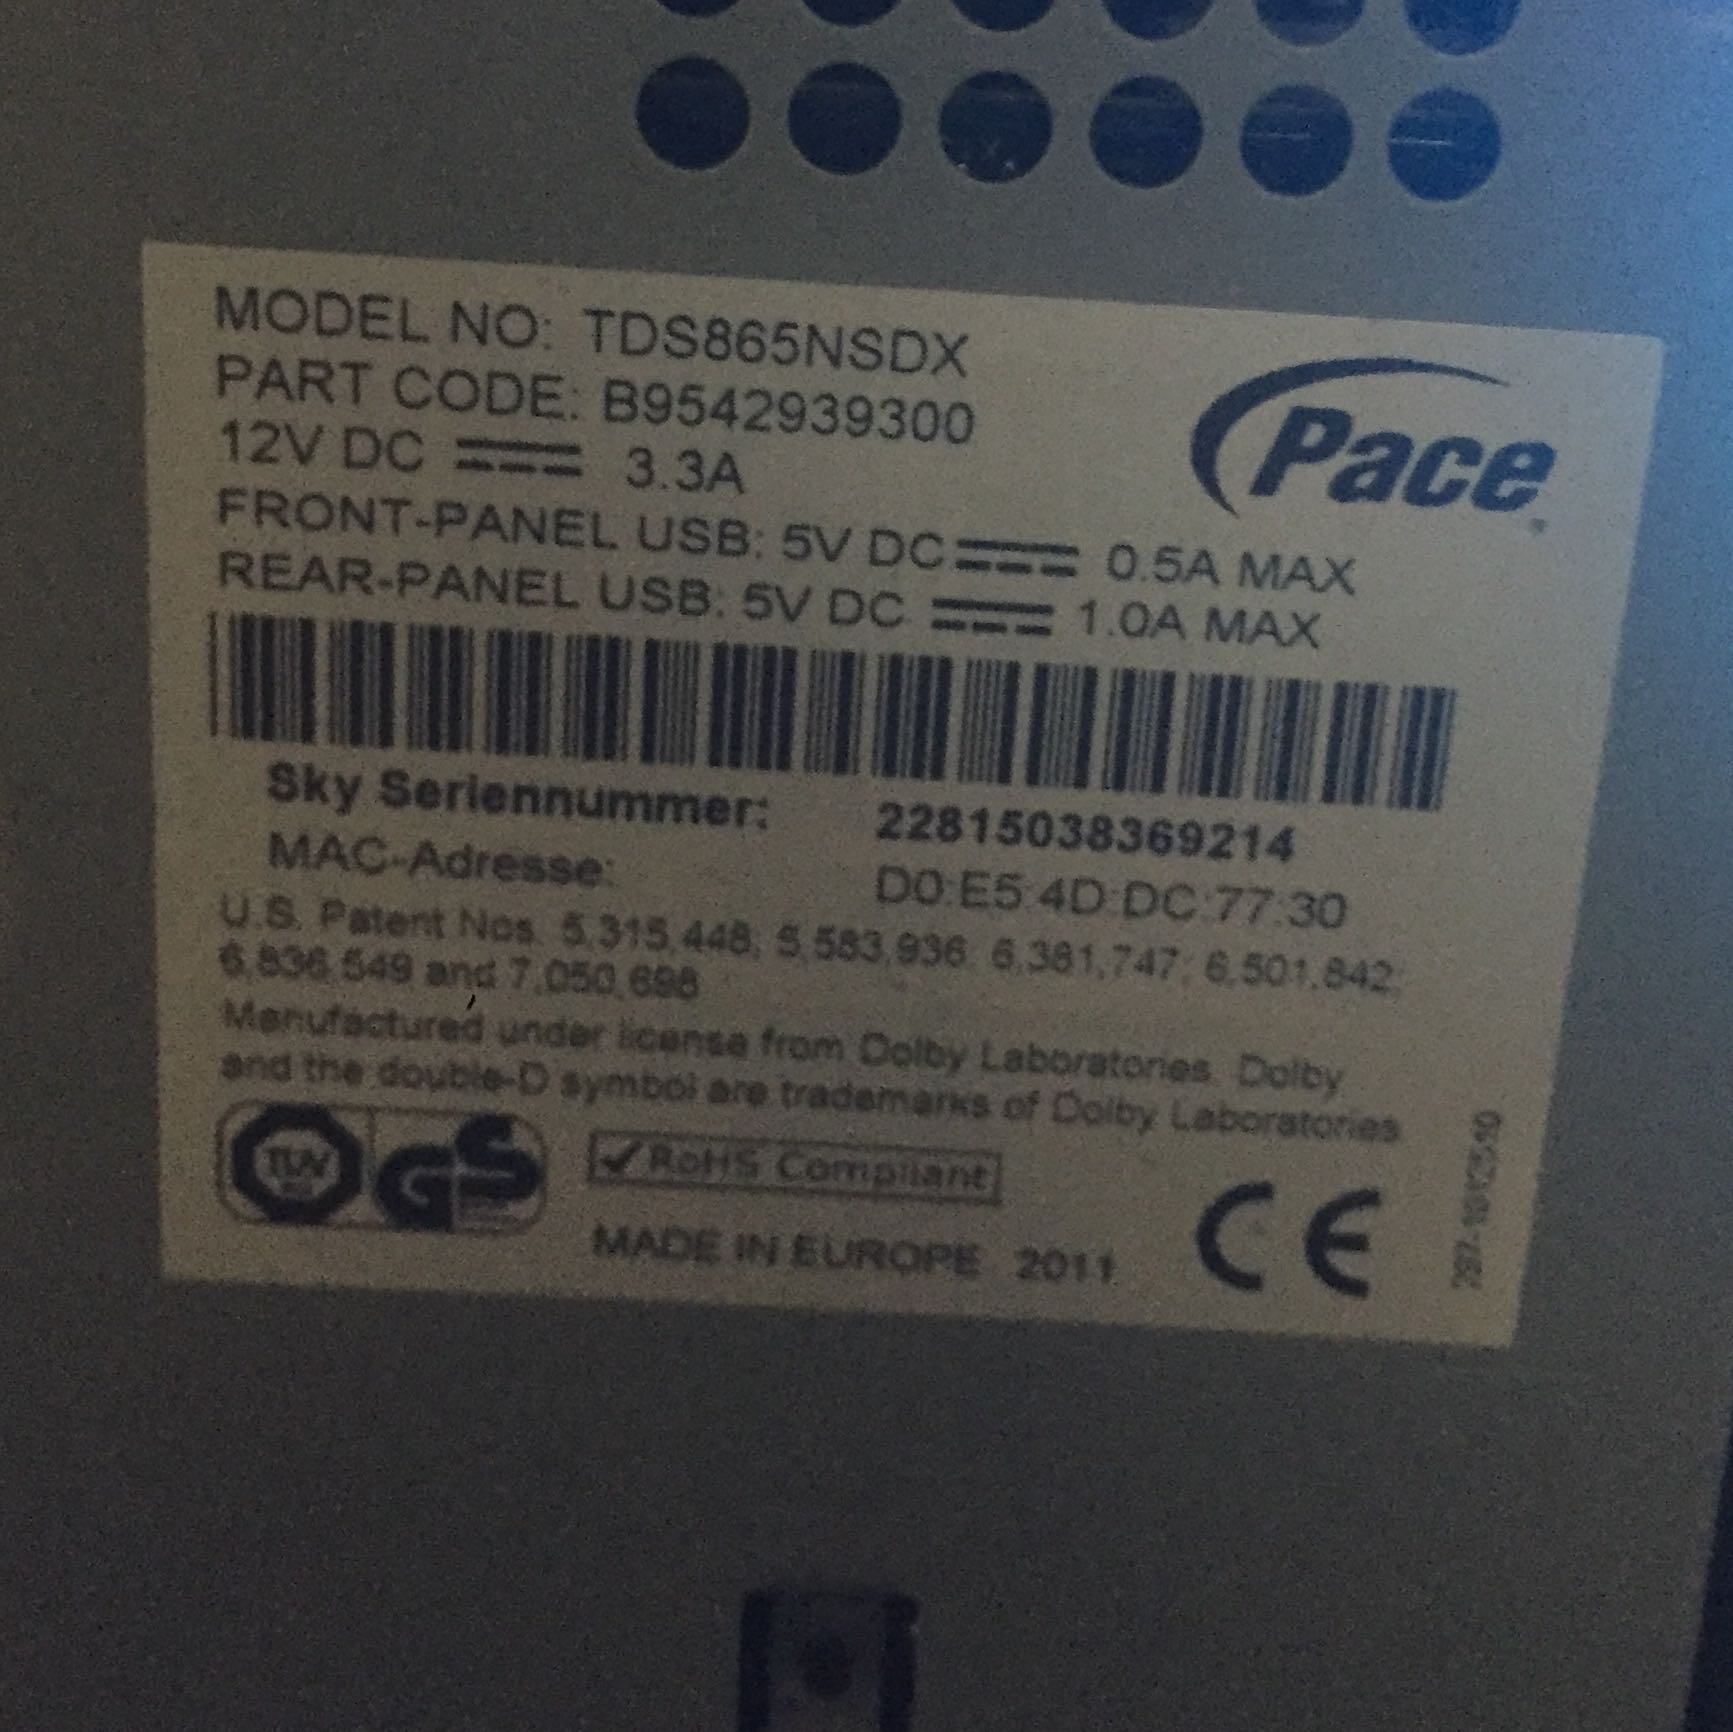 MODEL NO: TDS865NSDX
PART CODE: B9542939300
12V DC 3.3A
Pace
FRONT-PANEL USB: 5V DC 0.5A MAX
REAR-PANEL USB: 5V DC 1.0A MAX
Sky Seriennummer: 22815038369214
MAC-Adresse: D0:E5:4D:DC:77:30
U.S. Patent Nos. 5,315,448; 5,583,936; 6,381,747; 6,501,842;
6,836,549 and 7,050,698
Manufactured under license from Dolby Laboratories. Dolby
and the double-D symbol are trademarks of Dolby Laboratories
TÜV GS
RoHS Compliant
MADE IN EUROPE 2011
CE